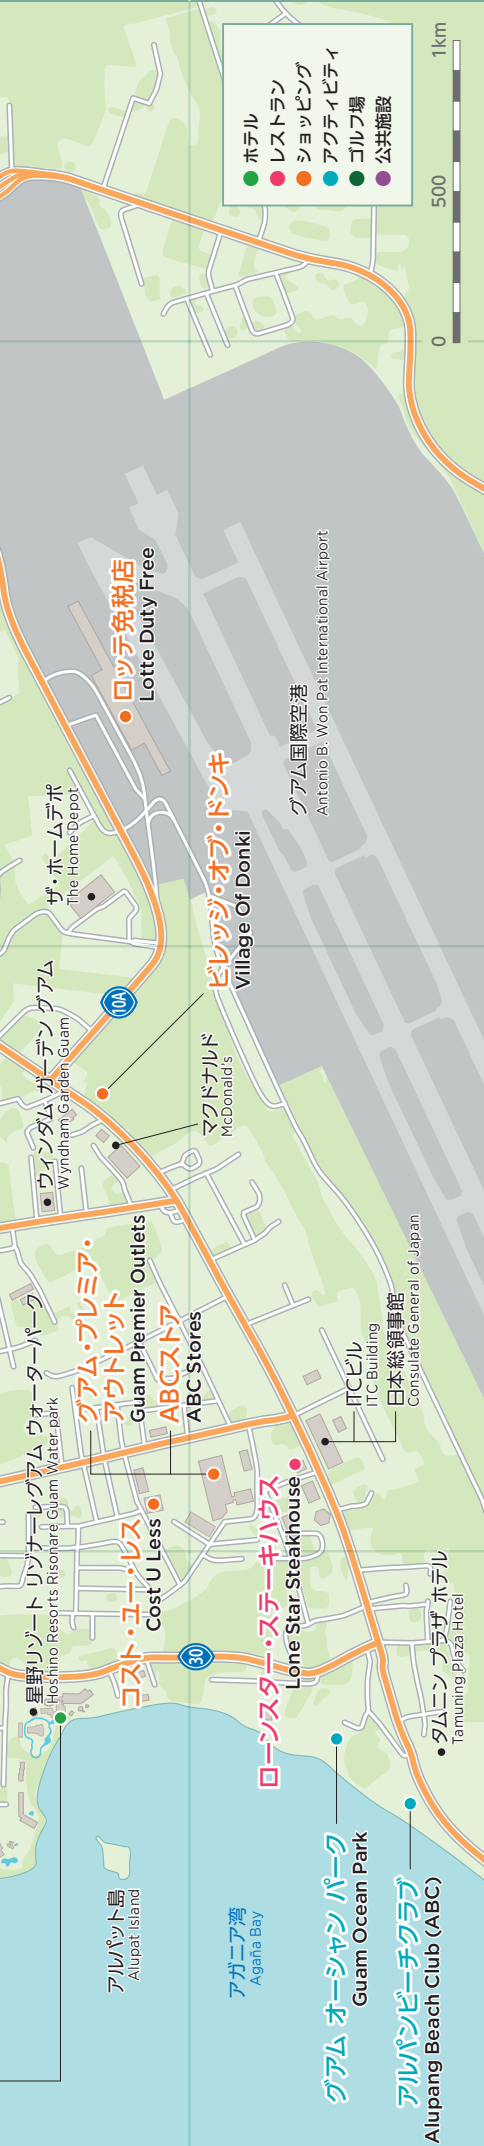 ホテル
レストラン
ショッピング
アクティビティ
ゴルフ場
公共施設
0
500
1km
ロッテ免税店
Lotte Duty Free
グアム国際空港
Antonio B. Won Pat International Airport
ザ・ホームデポ
The Home Depot
ビレッジ・オブ・ドンキ
Village Of Donki
10A
ウィンダム ガーデン グアム
Wyndham Garden Guam
マクドナルド
McDonald's
グアム・プレミア・
アウトレット
Guam Premier Outlets
ABCストア
ABC Stores
ITCビル
ITC Building
日本総領事館
Consulate General of Japan
星野リゾート リゾナーレグアム ウォーターパーク
Hoshino Resorts Risonare Guam Water park
コスト・ユー・レス
Cost U Less
ローンスター・ステーキハウス
Lone Star Steakhouse
30
タムニン プラザ ホテル
Tamuning Plaza Hotel
アルパット島
Alupat Island
アガニア湾
Agaña Bay
グアム オーシャン パーク
Guam Ocean Park
アルパンビーチクラブ
Alupang Beach Club (ABC)